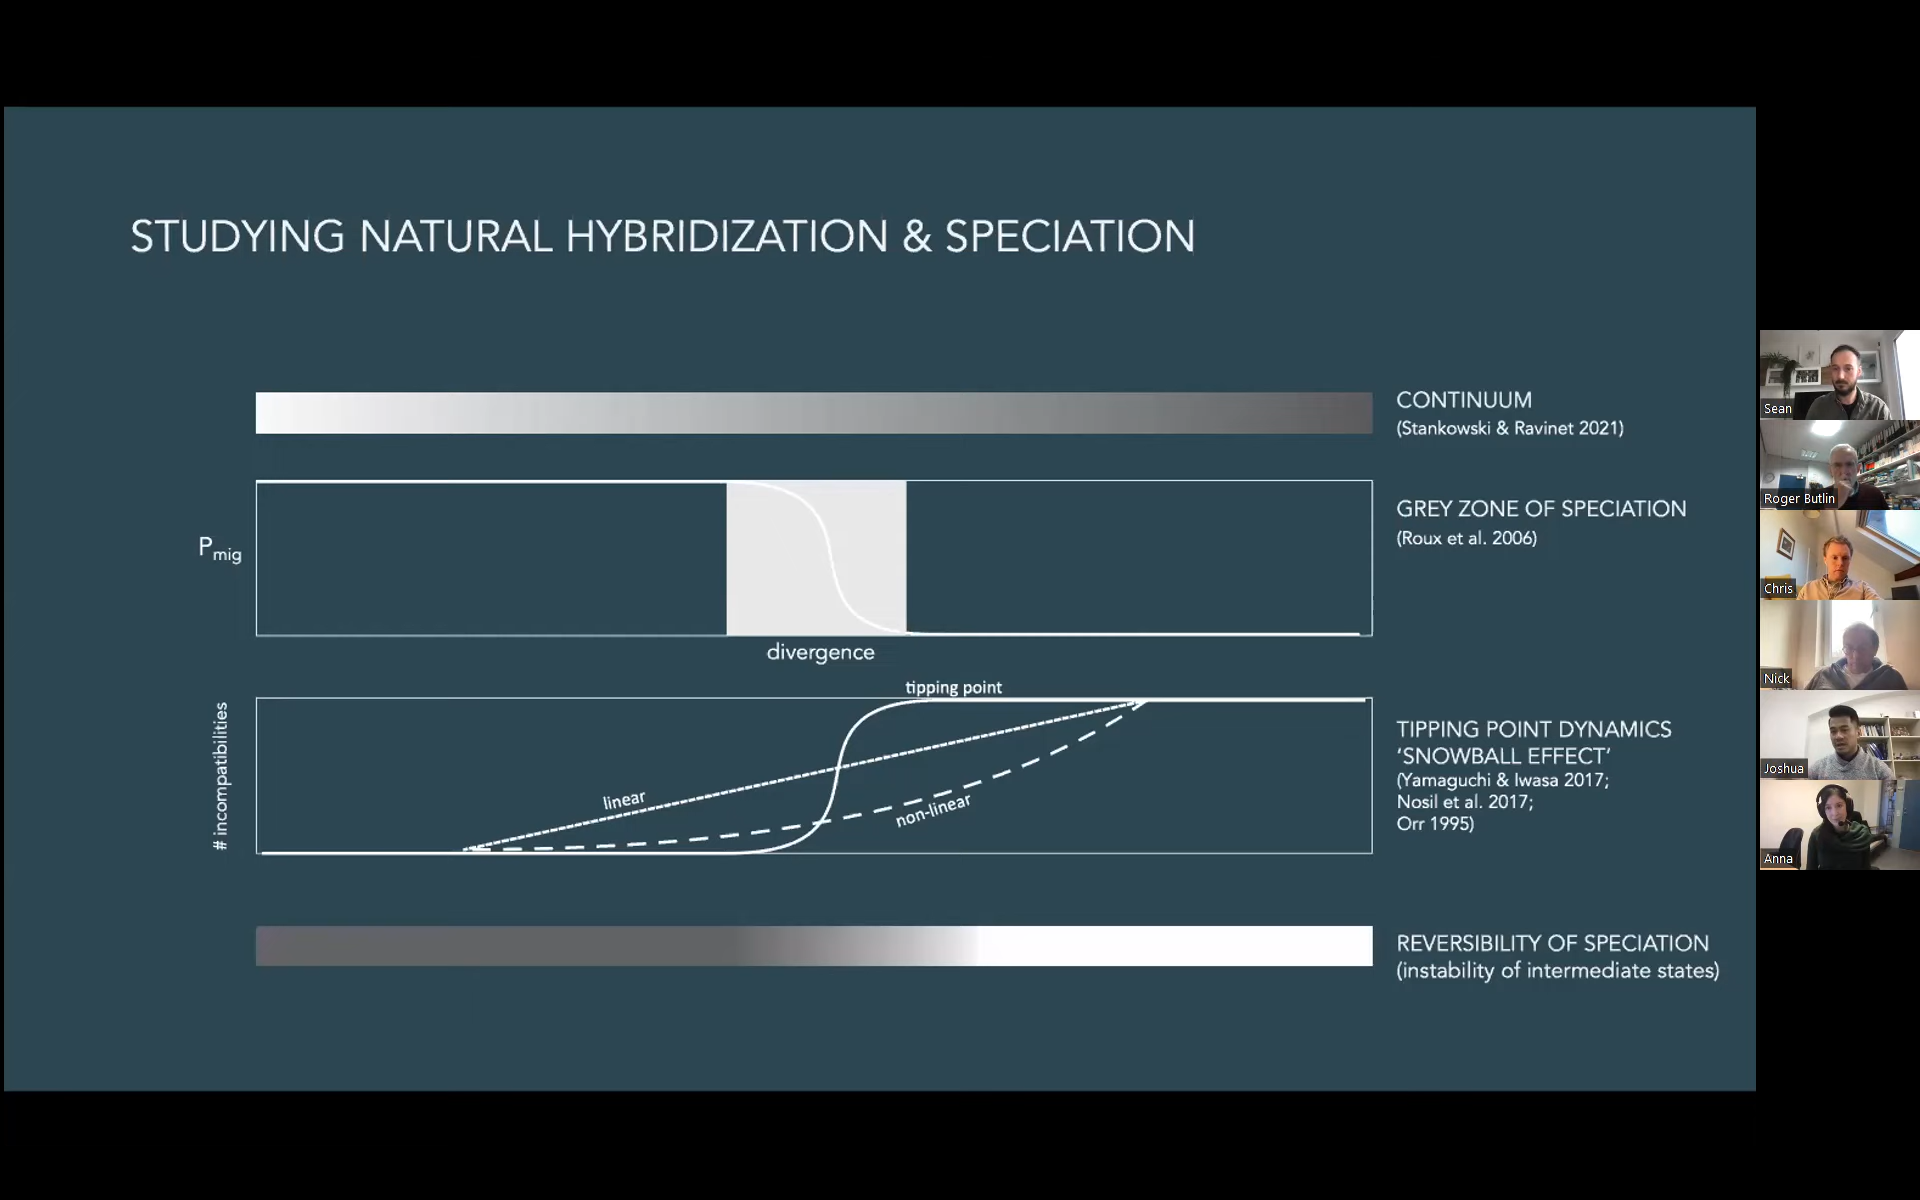 STUDYING NATURAL HYBRIDIZATION & SPECIATION
CONTINUUM
(Stankowski & Ravinet 2021)
Pmig
GREY ZONE OF SPECIATION
(Roux et al. 2006)
divergence
# incompatibilities
tipping point
linear
non-linear
TIPPING POINT DYNAMICS
‘SNOWBALL EFFECT’
(Yamaguchi & Iwasa 2017;
Nosil et al. 2017;
Orr 1995)
REVERSIBILITY OF SPECIATION
(instability of intermediate states)
Sean
Roger Butlin
Chris
Nick
Joshua
Anna